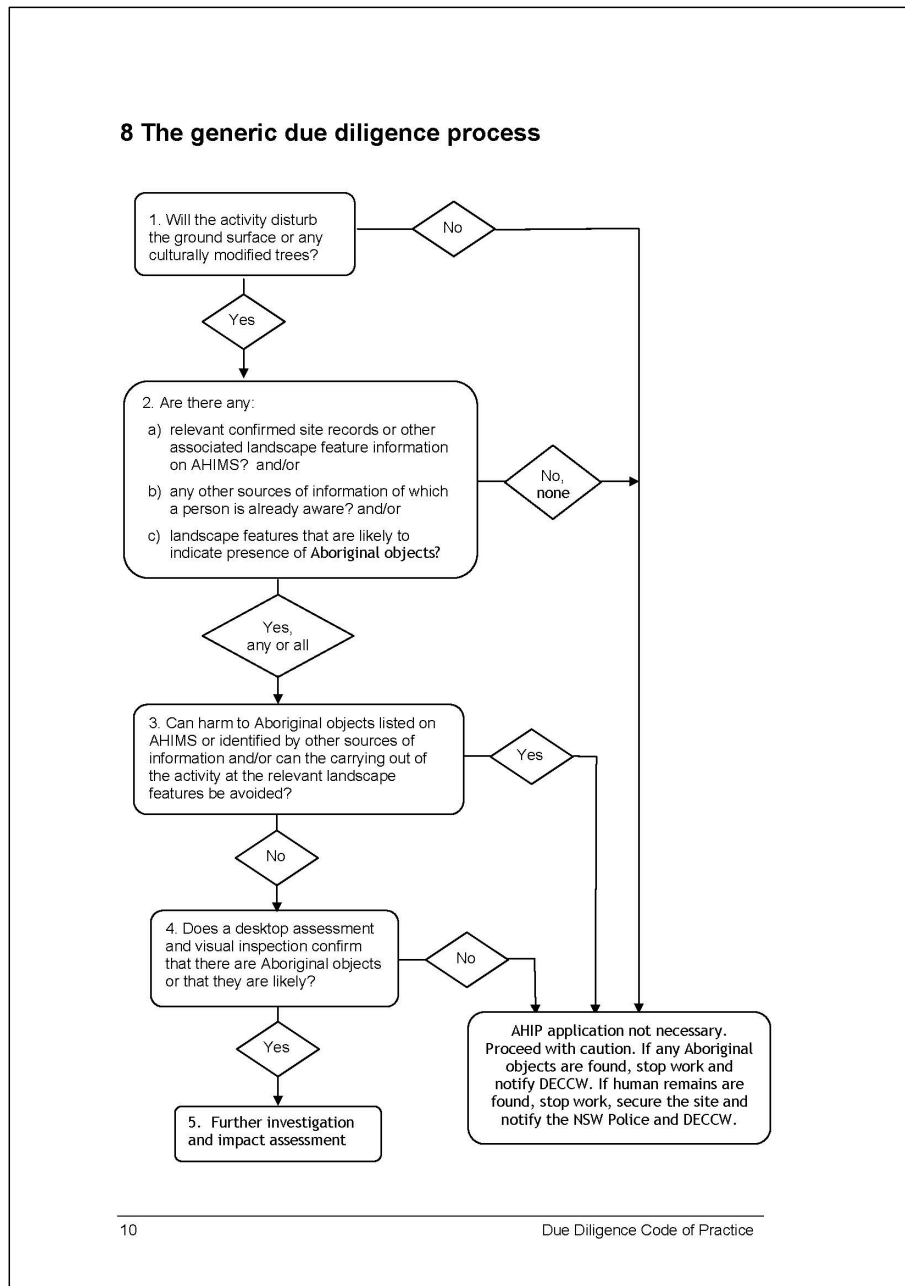 8 The generic due diligence process
1. Will the activity disturb
the ground surface or any
culturally modified trees?
No
Yes
2. Are there any:
a) relevant confirmed site records or other
associated landscape feature information
on AHIMS? and/or
b) any other sources of information of which
a person is already aware? and/or
c) landscape features that are likely to
indicate presence of Aboriginal objects?
No,
none
Yes,
any or all
3. Can harm to Aboriginal objects listed on
AHIMS or identified by other sources of
information and/or can the carrying out of
the activity at the relevant landscape
features be avoided?
Yes
No
4. Does a desktop assessment
and visual inspection confirm
that there are Aboriginal objects
or that they are likely?
No
Yes
AHIP application not necessary.
Proceed with caution. If any Aboriginal
objects are found, stop work and
notify DECCW. If human remains are
found, stop work, secure the site and
notify the NSW Police and DECCW.
5. Further investigation
and impact assessment
10
Due Diligence Code of Practice